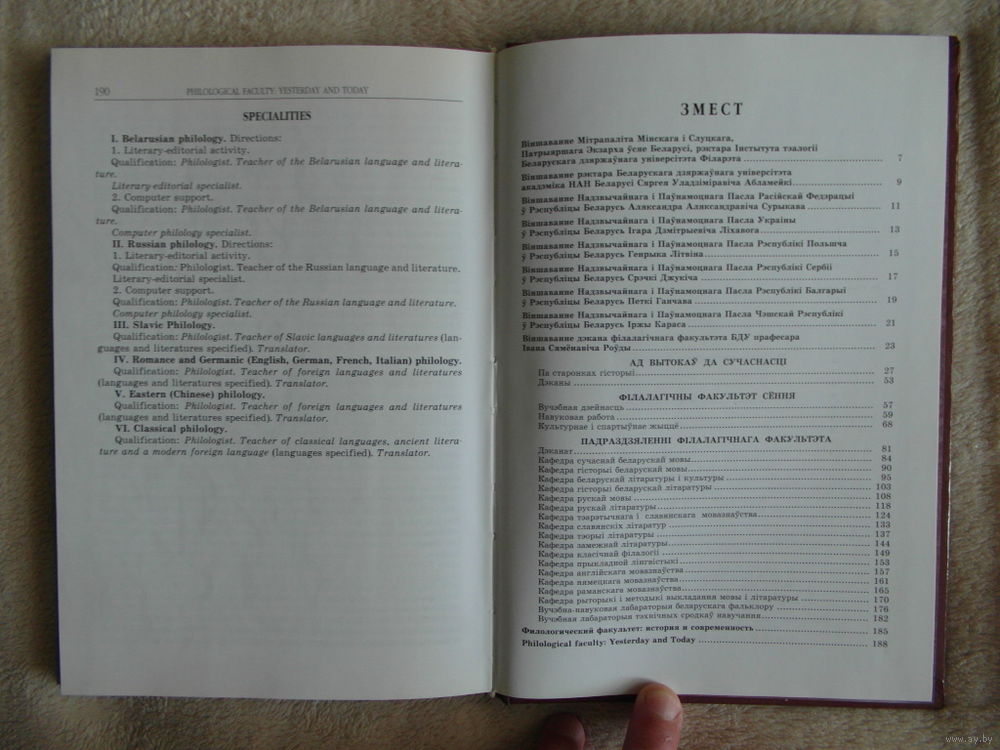 190
PHILOLOGICAL FACULTY: YESTERDAY AND TODAY
SPECIALITIES
I. Belarusian philology. Directions:
1. Literary-editorial activity.
Qualification: Philologist. Teacher of the Belarusian language and litera-
ture.
Literary-editorial specialist.
2. Computer support.
Qualification: Philologist. Teacher of the Belarusian language and litera-
ture.
Computer philology specialist.
II. Russian philology. Directions:
1. Literary-editorial activity.
Qualification: Philologist. Teacher of the Russian language and literature.
Literary-editorial specialist.
2. Computer support.
Qualification: Philologist. Teacher of the Russian language and literature.
Computer philology specialist.
III. Slavic Philology.
Qualification: Philologist. Teacher of Slavic languages and literatures (lan-
guages and literatures specified). Translator.
IV. Romance and Germanic (English, German, French, Italian) philology.
Qualification: Philologist. Teacher of foreign languages and literatures
(languages and literatures specified). Translator.
V. Eastern (Chinese) philology.
Qualification: Philologist. Teacher of foreign languages and literatures
(languages and literatures specified). Translator.
VI. Classical philology.
Qualification: Philologist. Teacher of classical languages, ancient litera-
ture and a modern foreign language (languages specified). Translator.
ЗМЕСТ
Віншаванне Мітрапаліта Мінскага і Слуцкага,
Патрыяршага Экзарха ўсяе Беларусі, рэктара Інстытута тэалогіі
Беларускага дзяржаўнага універсітэта Філарэта 7
Віншаванне рэктара Беларускага дзяржаўнага універсітэта
акадэміка НАН Беларусі Сяргея Уладзіміравіча Абламейкі 9
Віншаванне Надзвычайнага і Паўнамоцнага Пасла Расійскай Федэрацыі
ў Рэспубліцы Беларусь Аляксандра Аляксандравіча Сурыкава 11
Віншаванне Надзвычайнага і Паўнамоцнага Пасла Украіны
ў Рэспубліцы Беларусь Ігара Дзмітрыевіча Ліхавога 13
Віншаванне Надзвычайнага і Паўнамоцнага Пасла Рэспублікі Польшча
ў Рэспубліцы Беларусь Генрыка Літвіна 15
Віншаванне Надзвычайнага і Паўнамоцнага Пасла Рэспублікі Сербіі
ў Рэспубліцы Беларусь Срэчкі Джукіча 17
Віншаванне Надзвычайнага і Паўнамоцнага Пасла Рэспублікі Балгарыі
ў Рэспубліцы Беларусь Петкі Ганчава 19
Віншаванне Надзвычайнага і Паўнамоцнага Пасла Чэшскай Рэспублікі
ў Рэспубліцы Беларусь Іржы Караса 21
Віншаванне дэкана філалагічнага факультэта БДУ прафесара
Івана Сямёнавіча Роўды 23
АД ВЫТОКАЎ ДА СУЧАСНАСЦІ
Па старонках гісторыі 27
Дэканы 53
ФІЛАЛАГІЧНЫ ФАКУЛЬТЭТ СЁННЯ
Вучэбная дзейнасць 57
Навуковая работа 59
Культурнае і спартыўнае жыццё 68
ПАДРАЗДЗЯЛЕННІ ФІЛАЛАГІЧНАГА ФАКУЛЬТЭТА
Дэканат 81
Кафедра сучаснай беларускай мовы 84
Кафедра гісторыі беларускай мовы 90
Кафедра беларускай літаратуры і культуры 95
Кафедра гісторыі беларускай літаратуры 103
Кафедра рускай мовы 108
Кафедра рускай літаратуры 118
Кафедра тэарэтычнага і славянскага мовазнаўства 124
Кафедра славянскіх літаратур 133
Кафедра тэорыі літаратуры 137
Кафедра замежнай літаратуры 144
Кафедра класічнай філалогіі 149
Кафедра прыкладной лінгвістыкі 153
Кафедра англійскага мовазнаўства 157
Кафедра нямецкага мовазнаўства 161
Кафедра раманскага мовазнаўства 165
Кафедра рыторыкі і методыкі выкладання мовы і літаратуры 170
Вучэбна-навуковая лабараторыя беларускага фальклору 176
Вучэбная лабараторыя тэхнічных сродкаў навучання 182
Филологический факультет: история и современность 185
Philological faculty: Yesterday and Today 188
www.ay.by